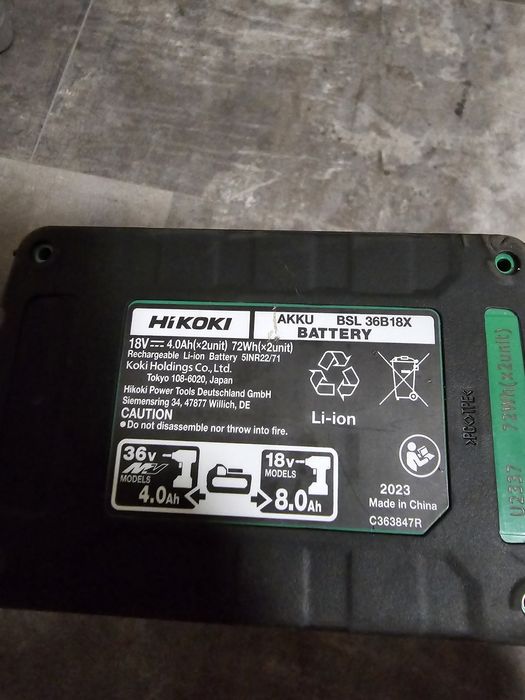 HiKOKI
AKKU BSL 36B18X
BATTERY
18V⎓4.0Ah(×2unit) 72Wh(×2unit)
Rechargeable Li-ion Battery 5INR22/71
Koki Holdings Co., Ltd.
Tokyo 108-6020, Japan
Hikoki Power Tools Deutschland GmbH
Siemensring 34, 47877 Willich, DE
CAUTION
●Do not disassemble nor throw into fire.
Li-ion
36V
MV
MODELS
4.0Ah
18V
MODELS
8.0Ah
2023
Made in China
C363847R
>PC+TPE<
72Wh(×2unit)